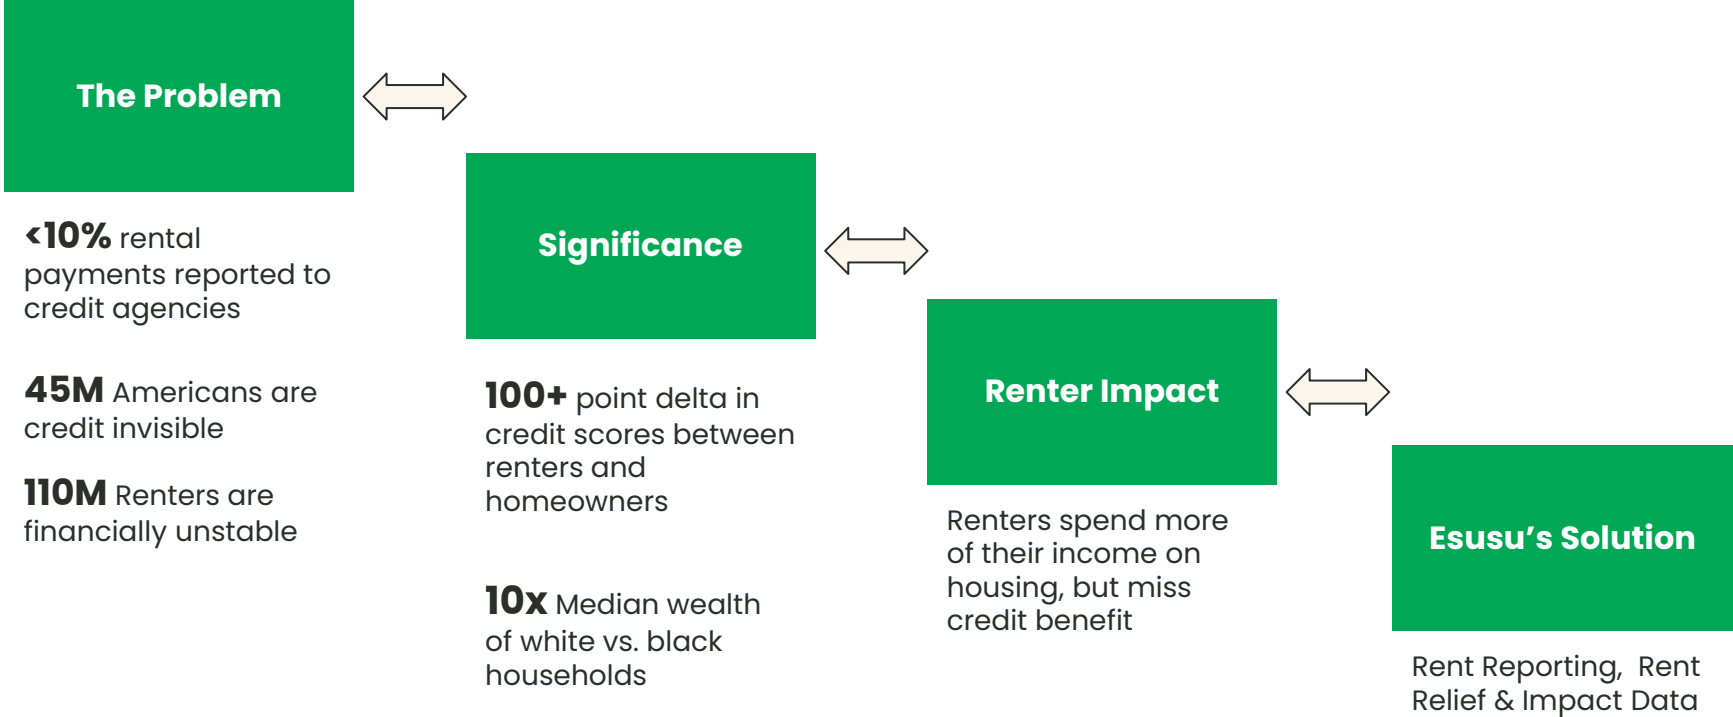 The Problem
<10% rental
payments reported to
credit agencies
45M Americans are
credit invisible
110M Renters are
financially unstable
Significance
100+ point delta in
credit scores between
renters and
homeowners
10x Median wealth
of white vs. black
households
Renter Impact
Renters spend more
of their income on
housing, but miss
credit benefit
Esusu’s Solution
Rent Reporting,  Rent
Relief & Impact Data